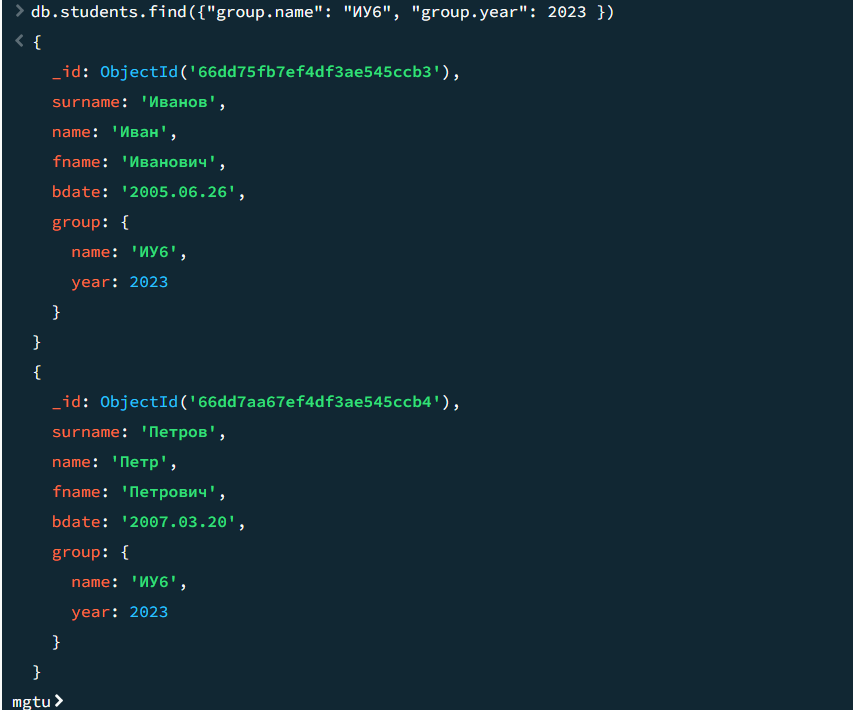 > db.students.find({"group.name": "ИУ6", "group.year": 2023 })
< {
_id: ObjectId('66dd75fb7ef4df3ae545ccb3'),
surname: 'Иванов',
name: 'Иван',
fname: 'Иванович',
bdate: '2005.06.26',
group: {
name: 'ИУ6',
year: 2023
}
}
{
_id: ObjectId('66dd7aa67ef4df3ae545ccb4'),
surname: 'Петров',
name: 'Петр',
fname: 'Петрович',
bdate: '2007.03.20',
group: {
name: 'ИУ6',
year: 2023
}
}
mgtu>